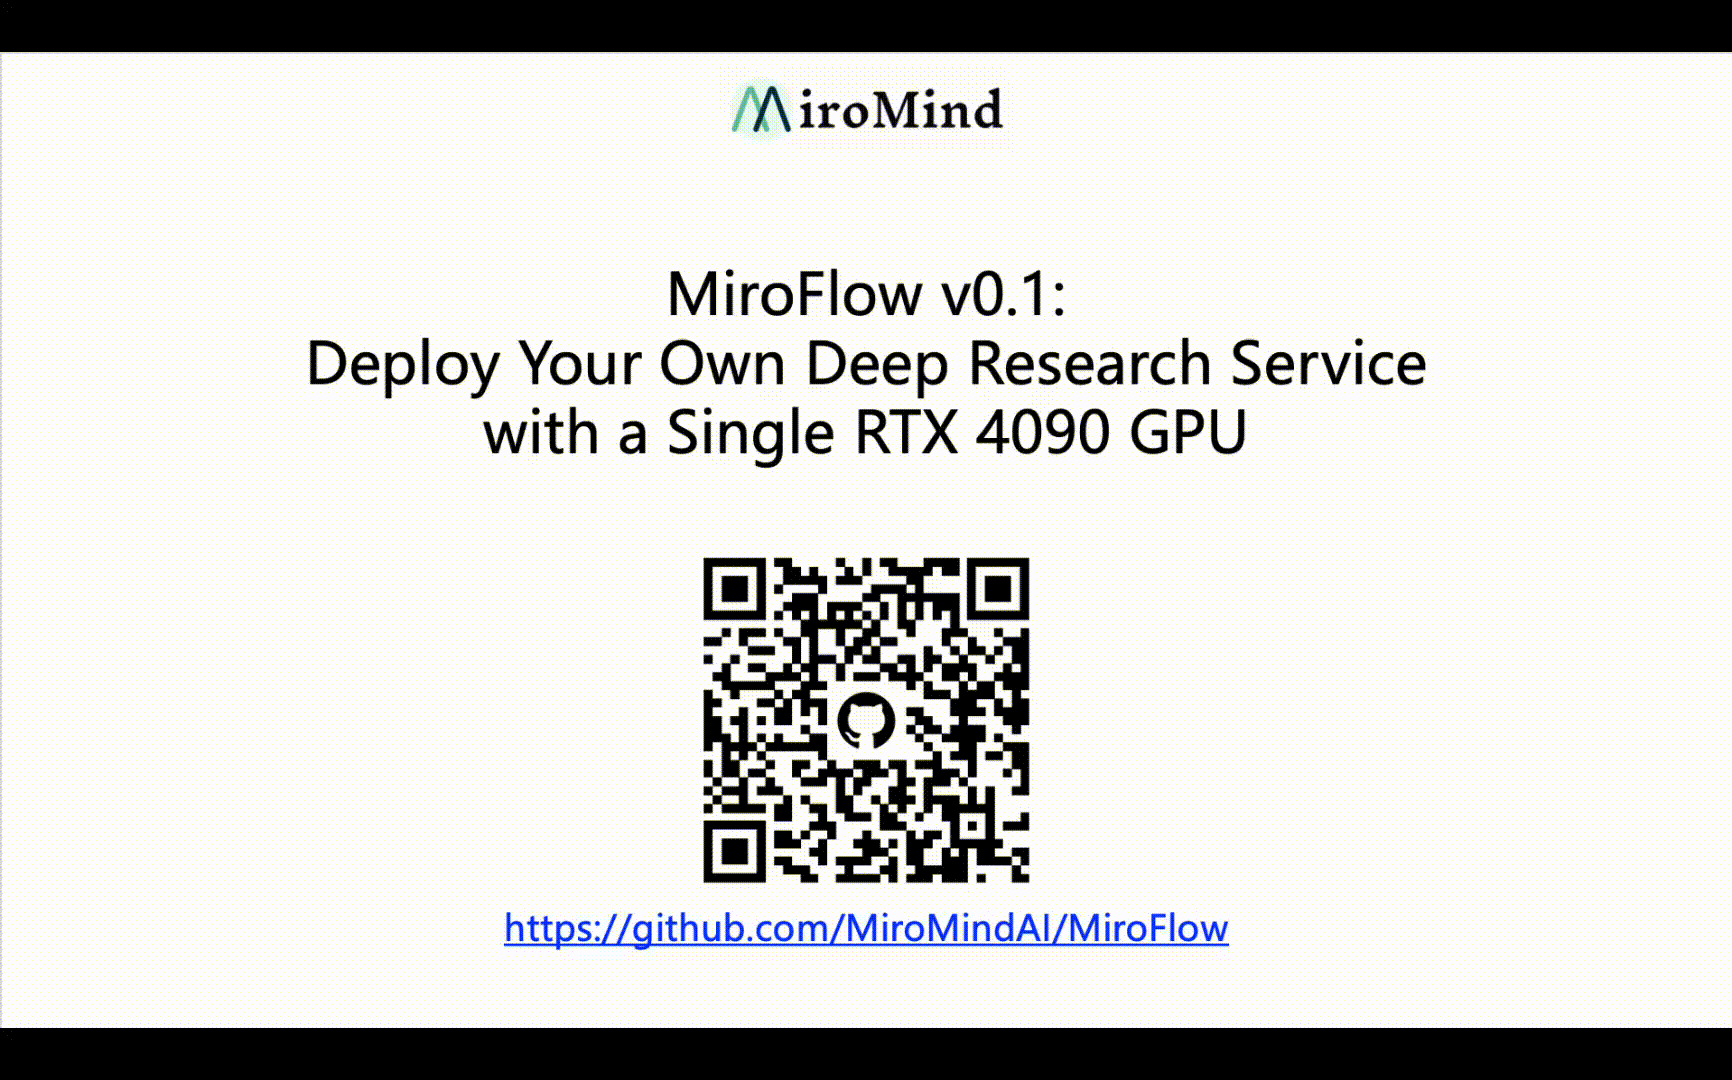 MiroMind
MiroFlow v0.1:
Deploy Your Own Deep Research Service
with a Single RTX 4090 GPU
https://github.com/MiroMindAI/MiroFlow